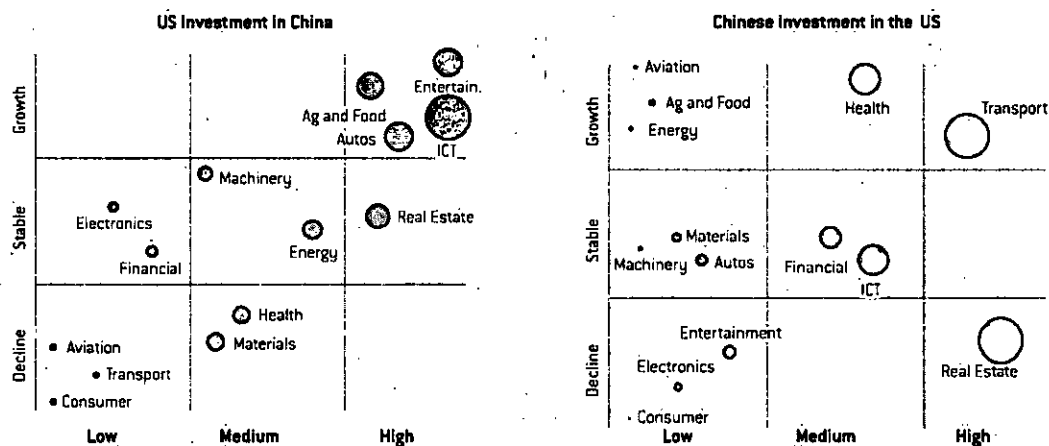 US Investment in China
Growth
Entertain.
Ag and Food
Autos
ICT
Stable
Machinery
Electronics
Real Estate
Energy
Financial
Decline
Health
Materials
Aviation
Transport
Consumer
Low
Medium
High
Chinese Investment in the US
Growth
Aviation
Ag and Food
Health
Transport
Energy
Stable
Materials
Machinery
Autos
Financial
ICT
Decline
Entertainment
Electronics
Real Estate
Consumer
Low
Medium
High